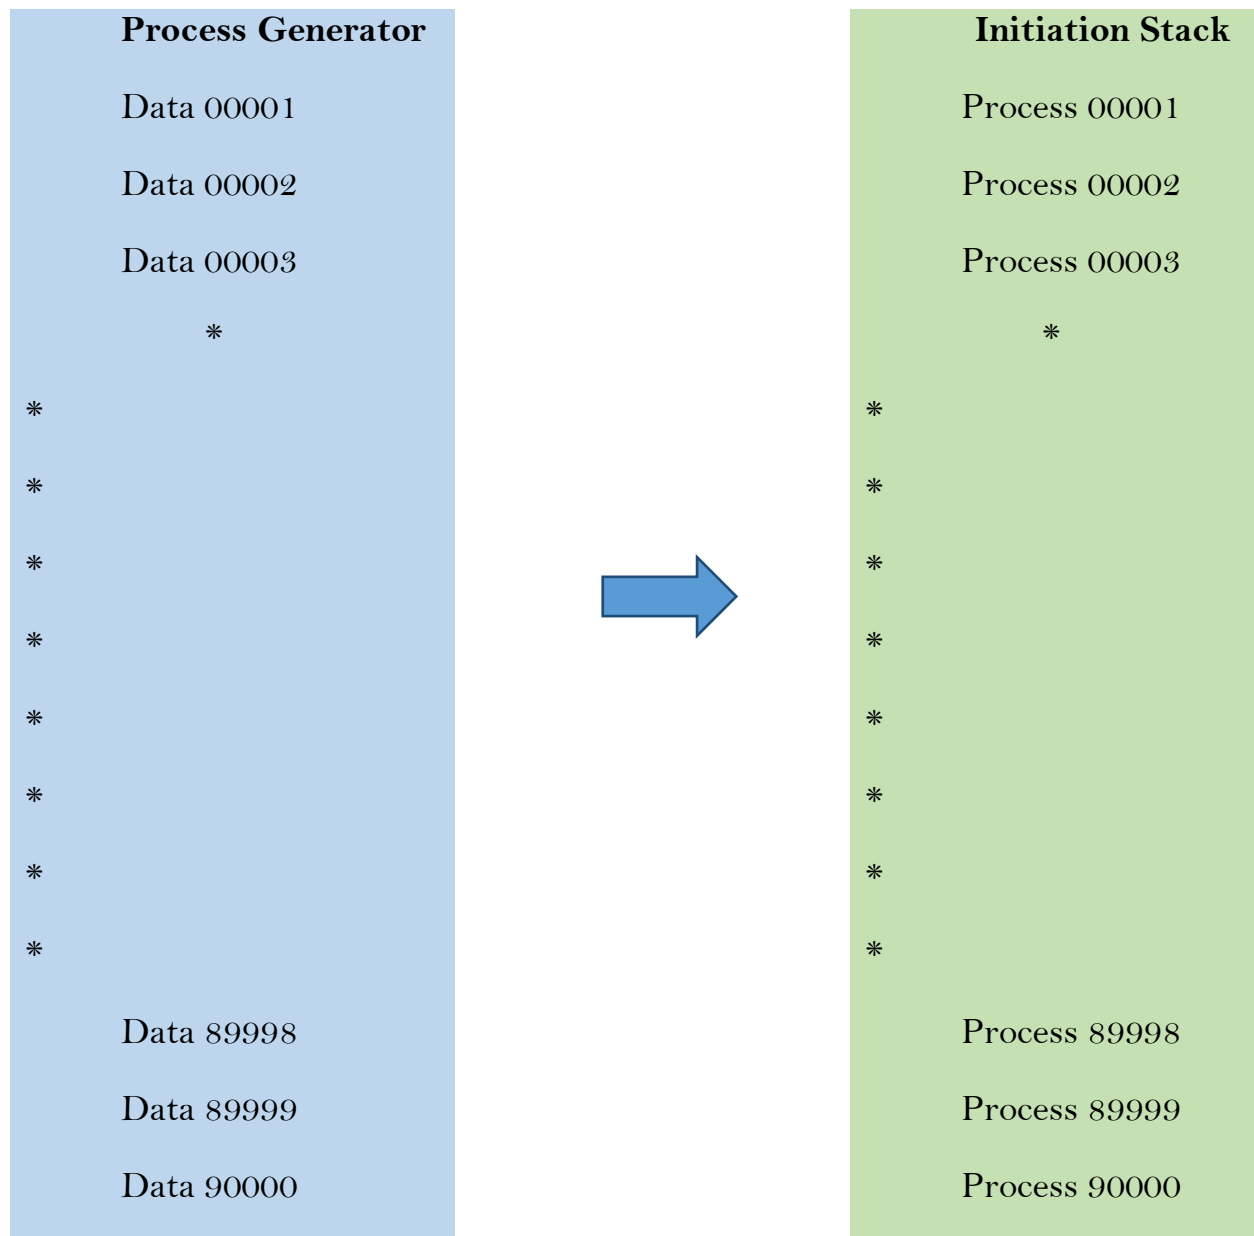 Process Generator
Data 00001
Data 00002
Data 00003
*
*
*
*
*
*
*
*
*
Data 89998
Data 89999
Data 90000
Initiation Stack
Process 00001
Process 00002
Process 00003
*
*
*
*
*
*
*
*
*
Process 89998
Process 89999
Process 90000